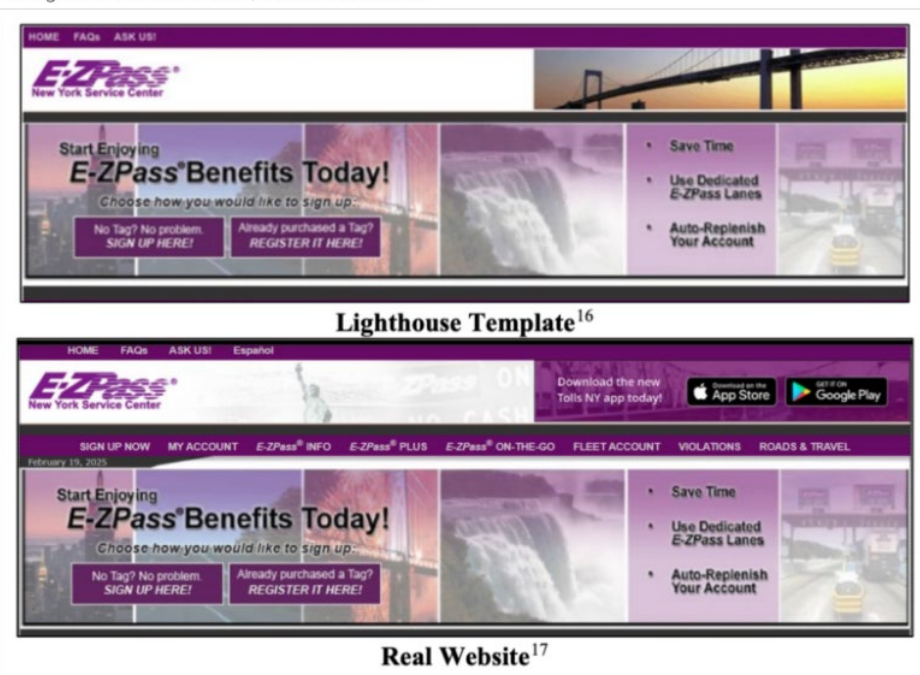 HOME FAQs ASK US!
E-ZPass®
New York Service Center
Start Enjoying
E-ZPass® Benefits Today!
Choose how you would like to sign up:
No Tag? No problem.
SIGN UP HERE!
Already purchased a Tag?
REGISTER IT HERE!
• Save Time
• Use Dedicated
E-ZPass Lanes
• Auto-Replenish
Your Account
Lighthouse Template16
HOME FAQs ASK US! Español
E-ZPass®
New York Service Center
Download the new
Tolls NY app today!
Download on the
App Store
GET IT ON
Google Play
SIGN UP NOW MY ACCOUNT E-ZPass® INFO E-ZPass® PLUS E-ZPass® ON-THE-GO FLEET ACCOUNT VIOLATIONS ROADS & TRAVEL
February 19, 2025
Start Enjoying
E-ZPass® Benefits Today!
Choose how you would like to sign up:
No Tag? No problem.
SIGN UP HERE!
Already purchased a Tag?
REGISTER IT HERE!
• Save Time
• Use Dedicated
E-ZPass Lanes
• Auto-Replenish
Your Account
Real Website17